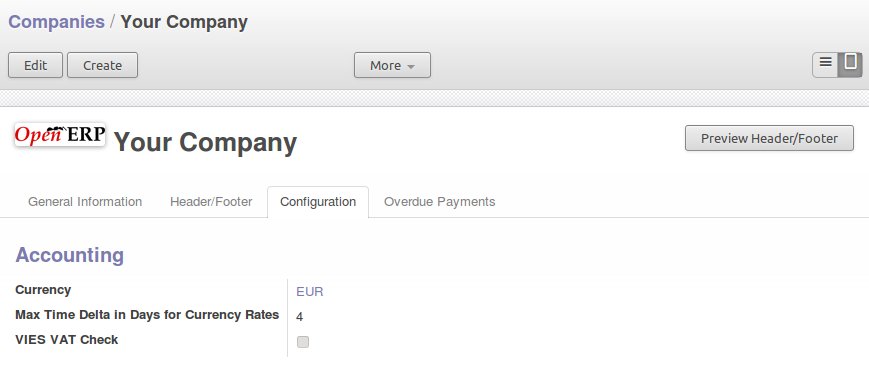 Companies / Your Company
Edit Create More
OpenERP Your Company Preview Header/Footer
General Information Header/Footer Configuration Overdue Payments
Accounting
Currency EUR
Max Time Delta in Days for Currency Rates 4
VIES VAT Check